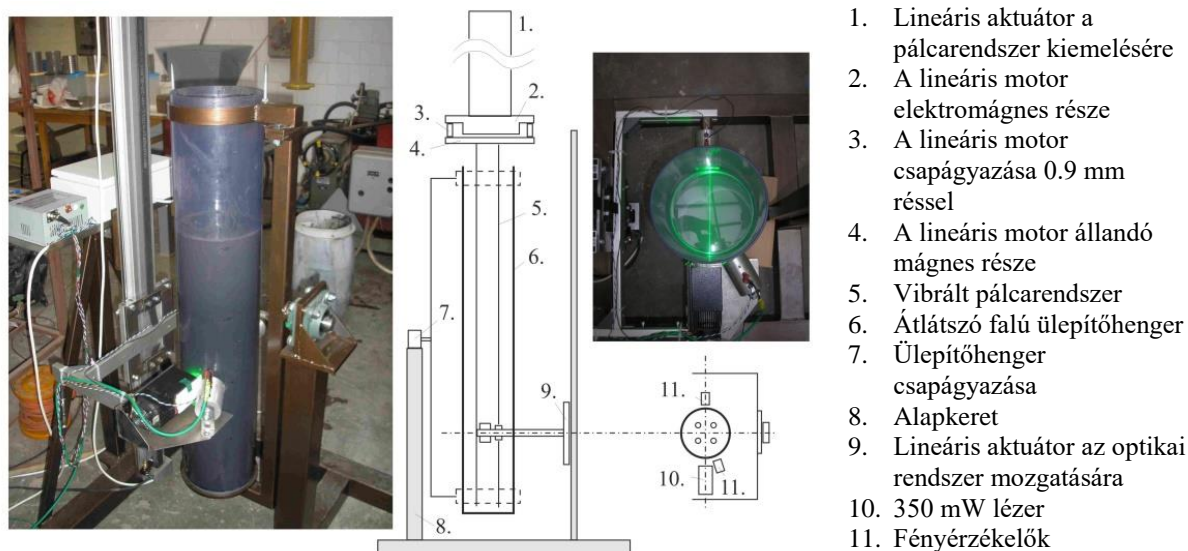 1.
2.
3.
4.
5.
6.
7.
8.
9.
10.
11.
11.
1. Lineáris aktuátor a
pálcarendszer kiemelésére
2. A lineáris motor
elektromágnes része
3. A lineáris motor
csapágyazása 0.9 mm
réssel
4. A lineáris motor állandó
mágnes része
5. Vibrált pálcarendszer
6. Átlátszó falú ülepítőhenger
7. Ülepítőhenger
csapágyazása
8. Alapkeret
9. Lineáris aktuátor az optikai
rendszer mozgatására
10. 350 mW lézer
11. Fényérzékelők